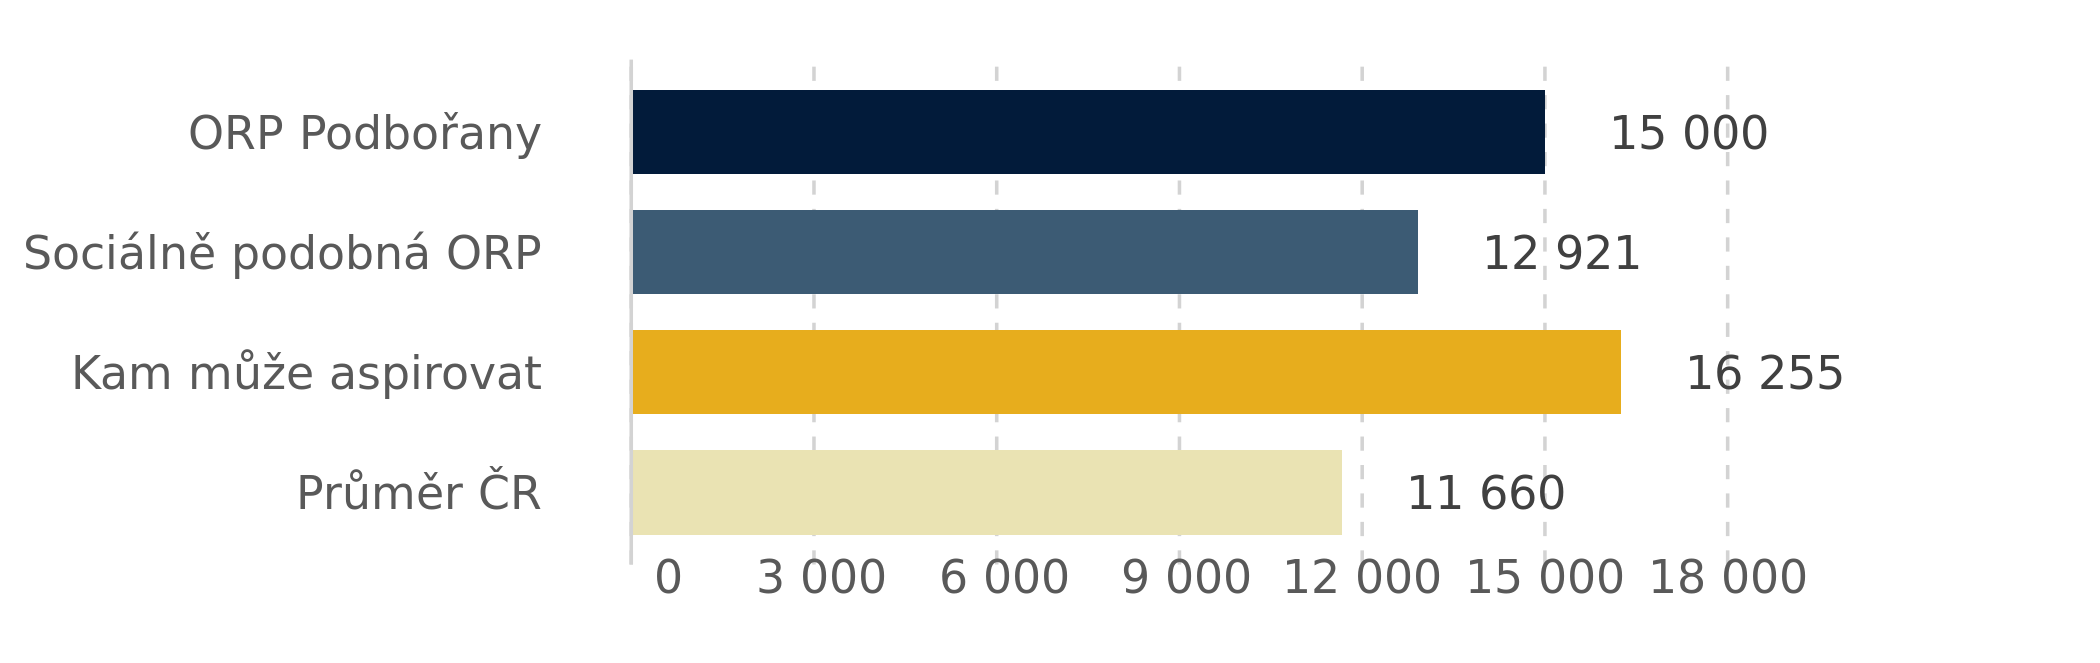 ORP Podbořany 15 000
Sociálně podobná ORP 12 921
Kam může aspirovat 16 255
Průměr ČR 11 660
0 3 000 6 000 9 000 12 000 15 000 18 000